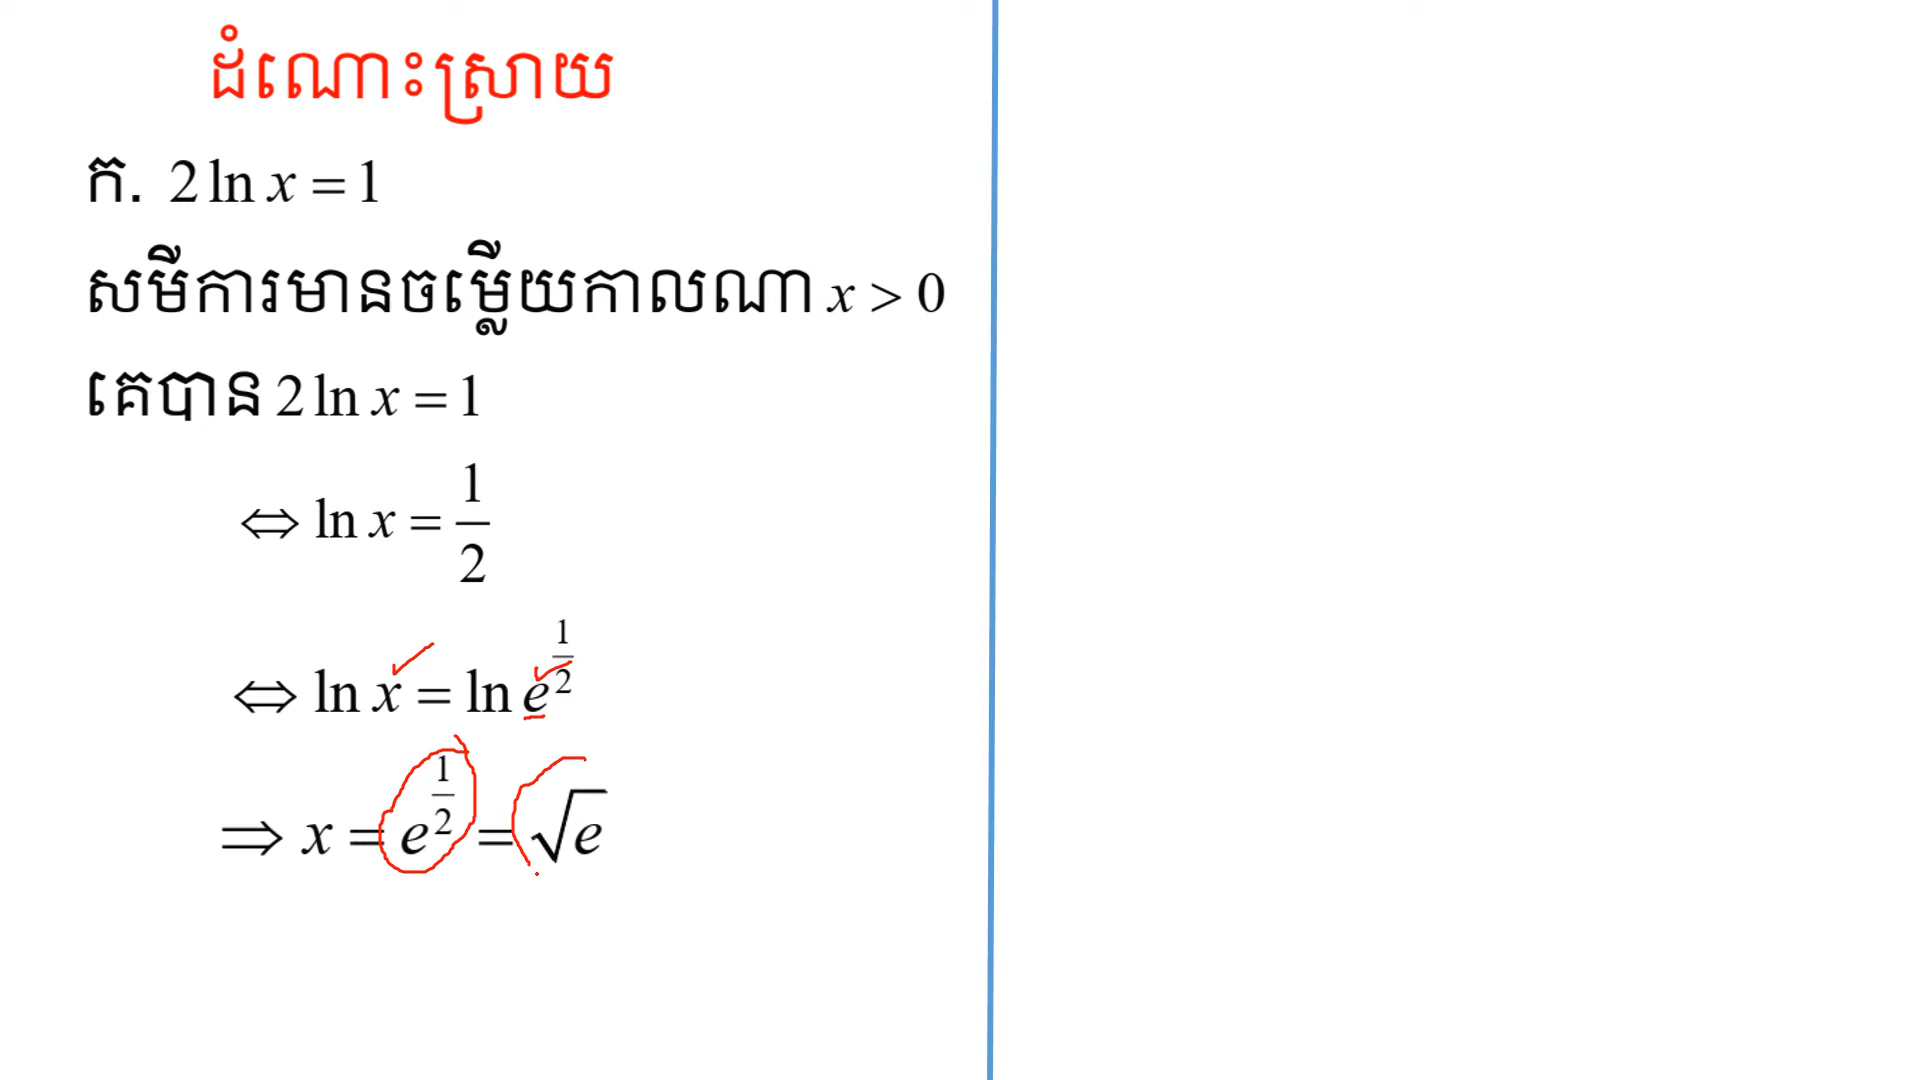 ដំណោះស្រាយ
ក. 2 ln x = 1
សមីការមានចម្លើយកាលណា x > 0
គេបាន 2 ln x = 1
⇔ ln x = 1/2
⇔ ln x = ln e^(1/2)
⇒ x = e^(1/2) = √e